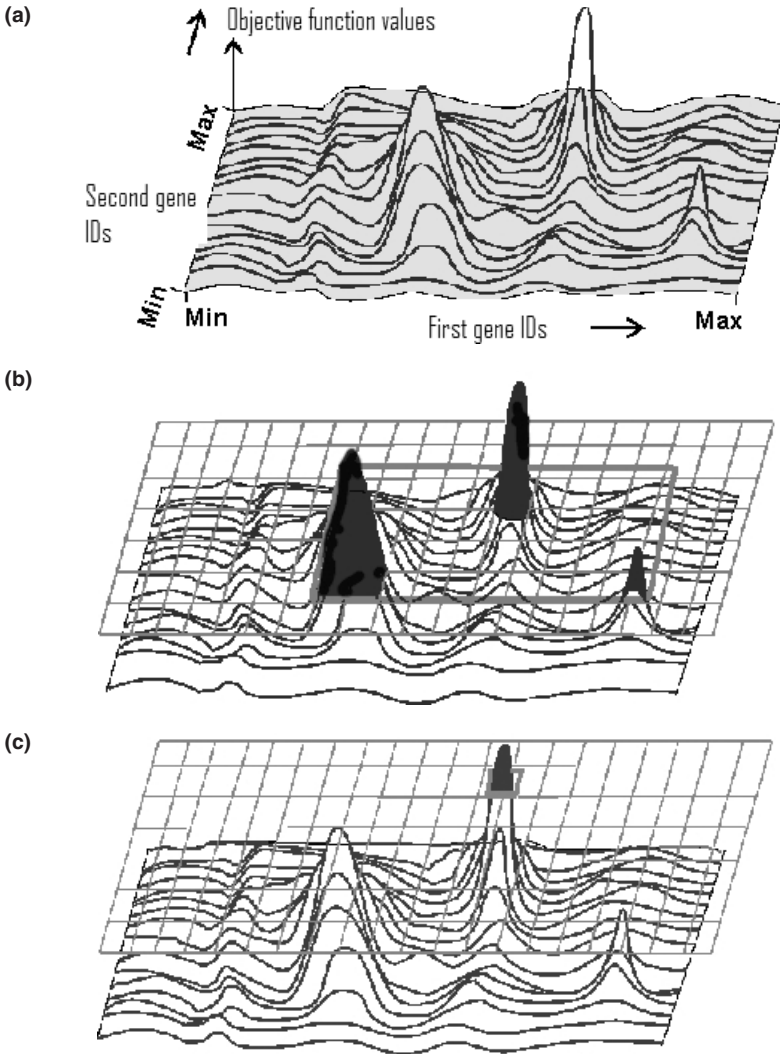 (a)
Objective function values
Max
Second gene
IDs
Min
Min
First gene IDs
Max
(b)
(c)